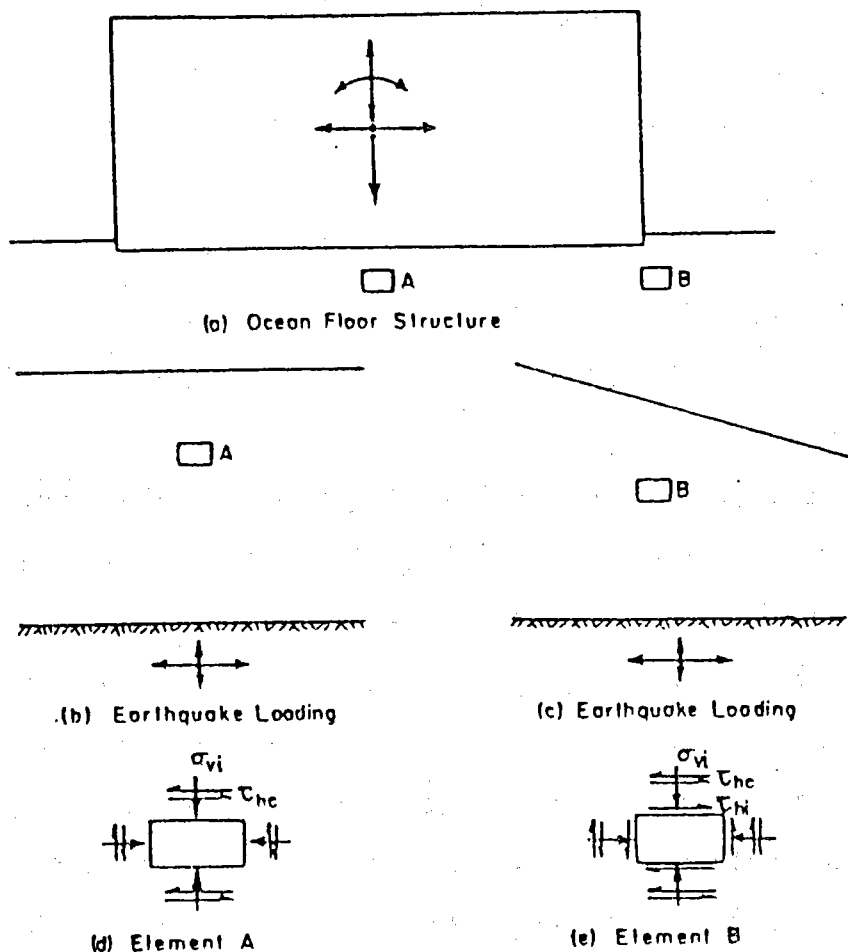 A
B
(a) Ocean Floor Structure
A
B
(b) Earthquake Loading
(c) Earthquake Loading
σvi
τhc
(d) Element A
σvi
τhc
τhi
(e) Element B